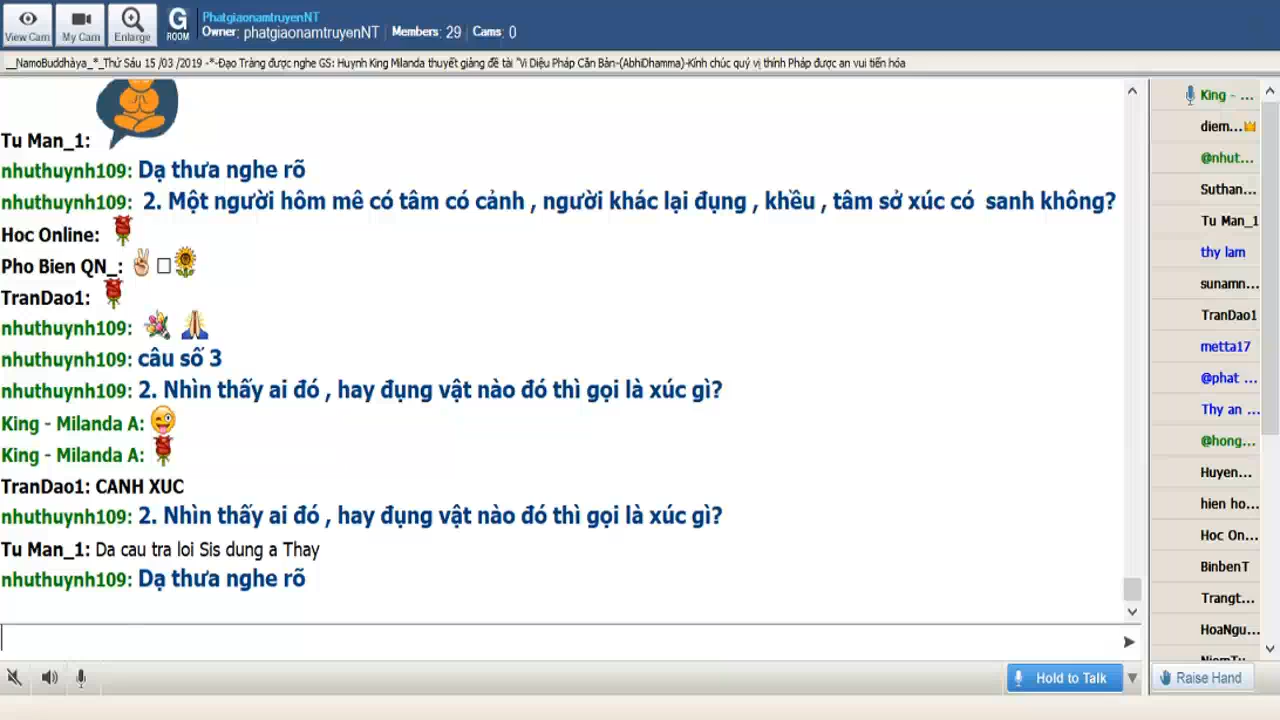 PhatgiaonamtruyenNT
Owner: phatgiaonamtruyenNT Members: 29 Cams: 0
View Cam My Cam Enlarge G ROOM
__NamoBuddhàya_*_Thứ Sáu 15 /03 /2019 -*-Đạo Tràng được nghe GS: Huynh King Milanda thuyết giảng đề tài "Vi Diệu Pháp Căn Bản-(AbhiDhamma)-Kính chúc quý vị thính Pháp được an vui tiến hóa
Tu Man_1:
nhuthuynh109: Dạ thưa nghe rõ
nhuthuynh109: 2. Một người hôm mê có tâm có cảnh , người khác lại đụng , khều , tâm sở xúc có sanh không?
Hoc Online:
Pho Bien QN_:
TranDao1:
nhuthuynh109:
nhuthuynh109: câu số 3
nhuthuynh109: 2. Nhìn thấy ai đó , hay đụng vật nào đó thì gọi là xúc gì?
King - Milanda A:
King - Milanda A:
TranDao1: CANH XUC
nhuthuynh109: 2. Nhìn thấy ai đó , hay đụng vật nào đó thì gọi là xúc gì?
Tu Man_1: Da cau tra loi Sis dung a Thay
nhuthuynh109: Dạ thưa nghe rõ
King - ...
diem...
@nhut...
Suthan...
Tu Man_1
thy lam
sunamn...
TranDao1
metta17
@phat ...
Thy an ...
@hong...
Huyen...
hien ho...
Hoc On...
BinbenT
Trangt...
HoaNgu...
Hold to Talk
Raise Hand